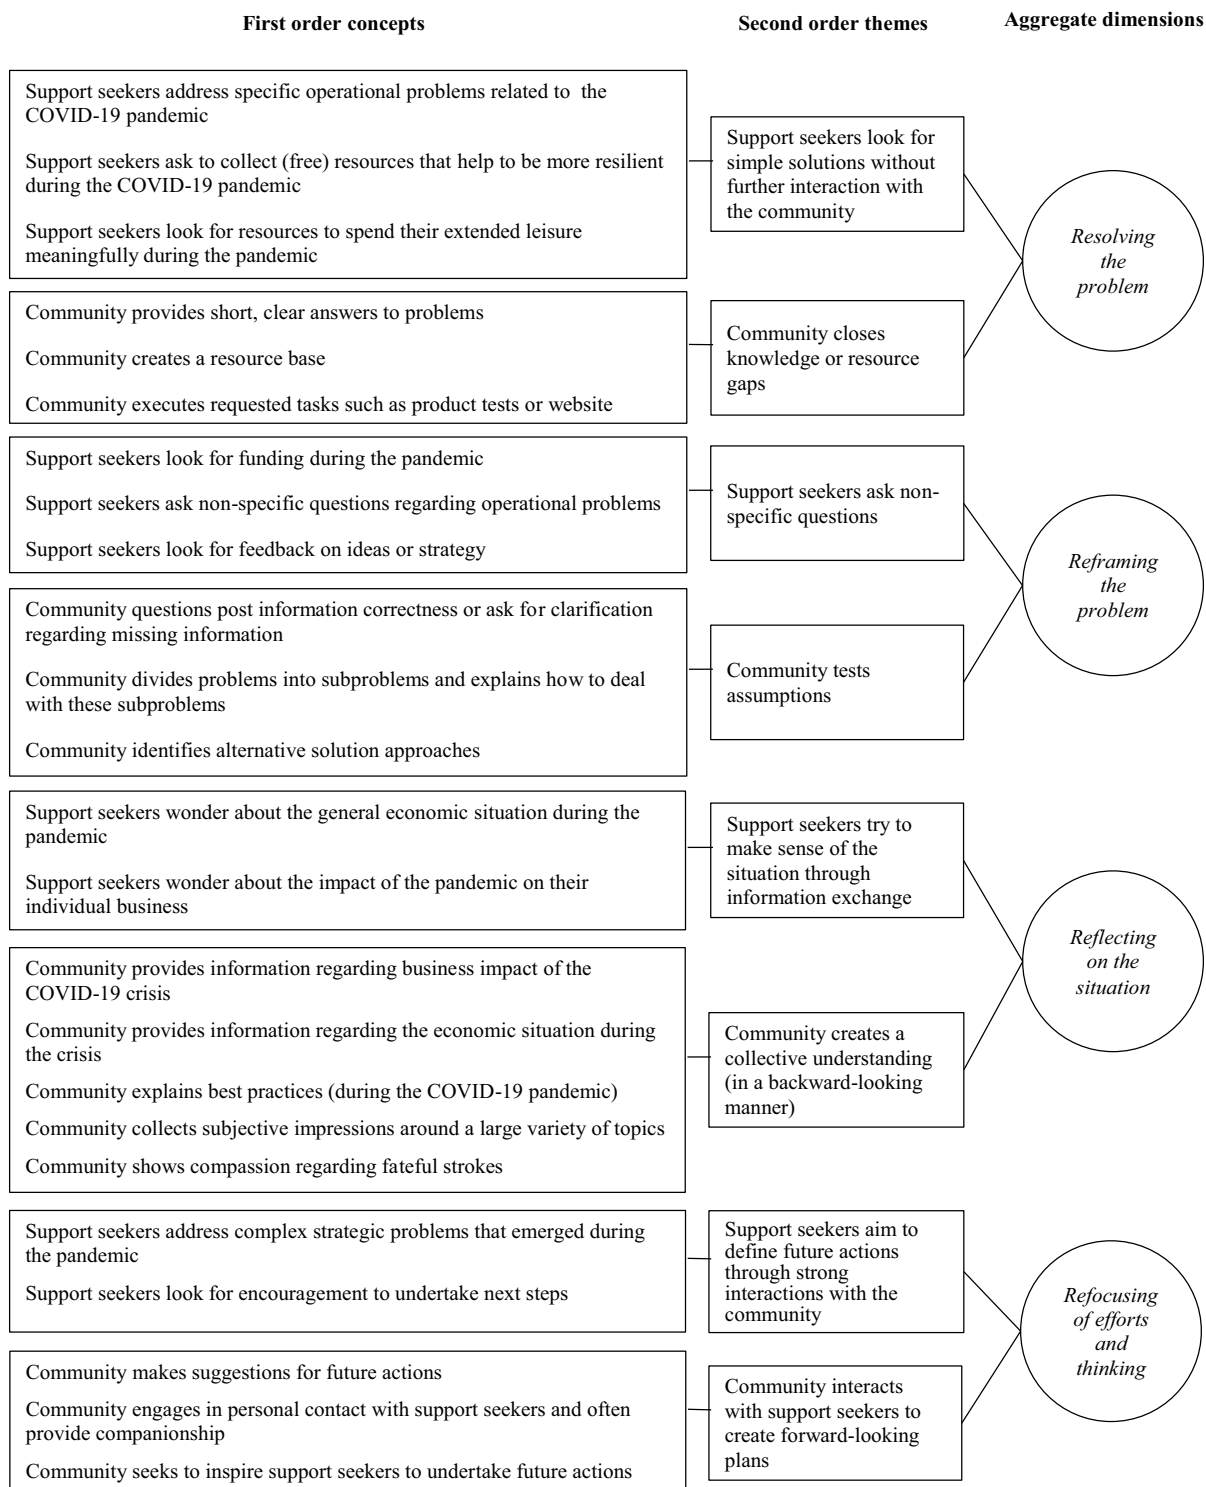 First order concepts
Second order themes
Aggregate dimensions
Support seekers address specific operational problems related to the
COVID-19 pandemic
Support seekers ask to collect (free) resources that help to be more resilient
during the COVID-19 pandemic
Support seekers look for resources to spend their extended leisure
meaningfully during the pandemic
Support seekers look for
simple solutions without
further interaction with
the community
Resolving
the
problem
Community provides short, clear answers to problems
Community creates a resource base
Community executes requested tasks such as product tests or website
Community closes
knowledge or resource
gaps
Support seekers look for funding during the pandemic
Support seekers ask non-specific questions regarding operational problems
Support seekers look for feedback on ideas or strategy
Support seekers ask non-
specific questions
Reframing
the
problem
Community questions post information correctness or ask for clarification
regarding missing information
Community divides problems into subproblems and explains how to deal
with these subproblems
Community identifies alternative solution approaches
Community tests
assumptions
Support seekers wonder about the general economic situation during the
pandemic
Support seekers wonder about the impact of the pandemic on their
individual business
Support seekers try to
make sense of the
situation through
information exchange
Reflecting
on the
situation
Community provides information regarding business impact of the
COVID-19 crisis
Community provides information regarding the economic situation during
the crisis
Community explains best practices (during the COVID-19 pandemic)
Community collects subjective impressions around a large variety of topics
Community shows compassion regarding fateful strokes
Community creates a
collective understanding
(in a backward-looking
manner)
Support seekers address complex strategic problems that emerged during
the pandemic
Support seekers look for encouragement to undertake next steps
Support seekers aim to
define future actions
through strong
interactions with the
community
Refocusing
of efforts
and
thinking
Community makes suggestions for future actions
Community engages in personal contact with support seekers and often
provide companionship
Community seeks to inspire support seekers to undertake future actions
Community interacts
with support seekers to
create forward-looking
plans